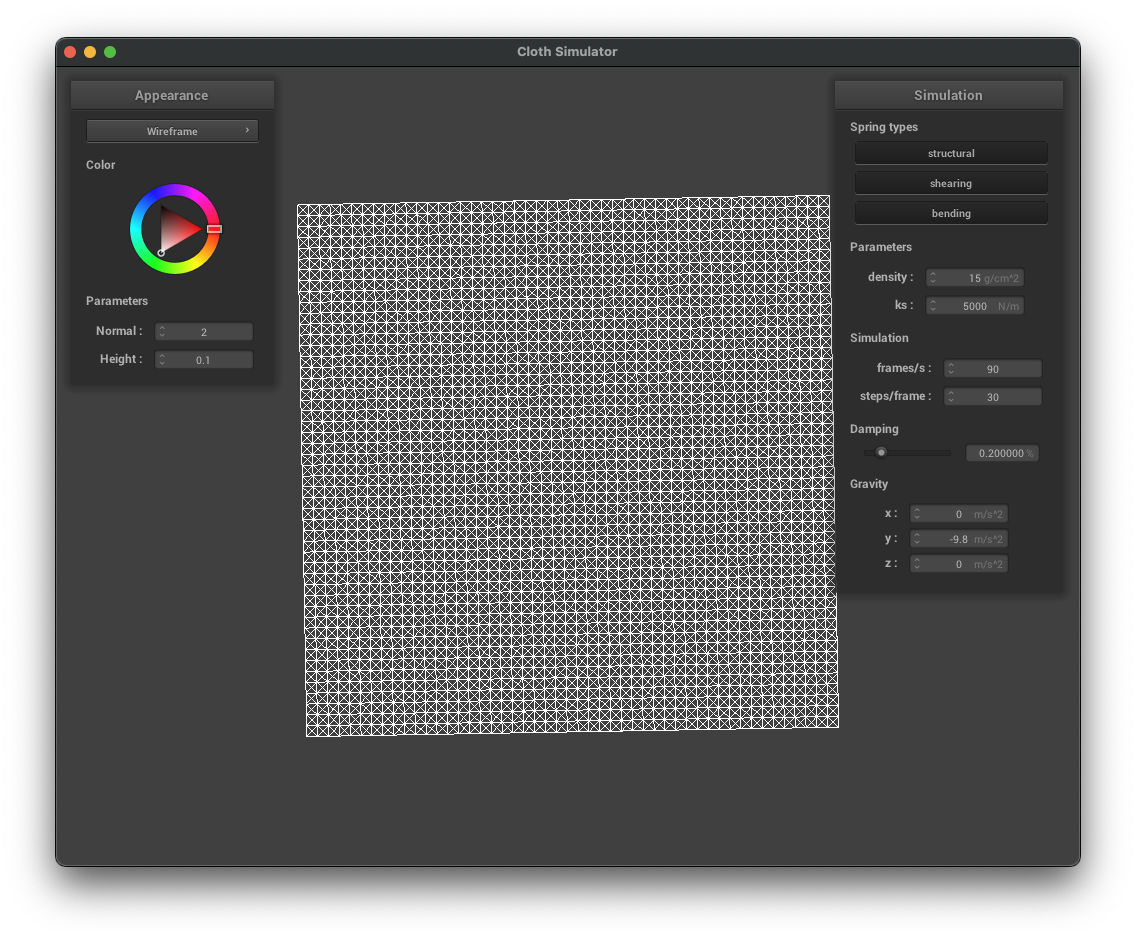 Cloth Simulator
Appearance
Wireframe ›
Color
Parameters
Normal : 2
Height : 0.1
Simulation
Spring types
structural
shearing
bending
Parameters
density : 15 g/cm^2
ks : 5000 N/m
Simulation
frames/s : 90
steps/frame : 30
Damping
0.200000 %
Gravity
x : 0 m/s^2
y : -9.8 m/s^2
z : 0 m/s^2